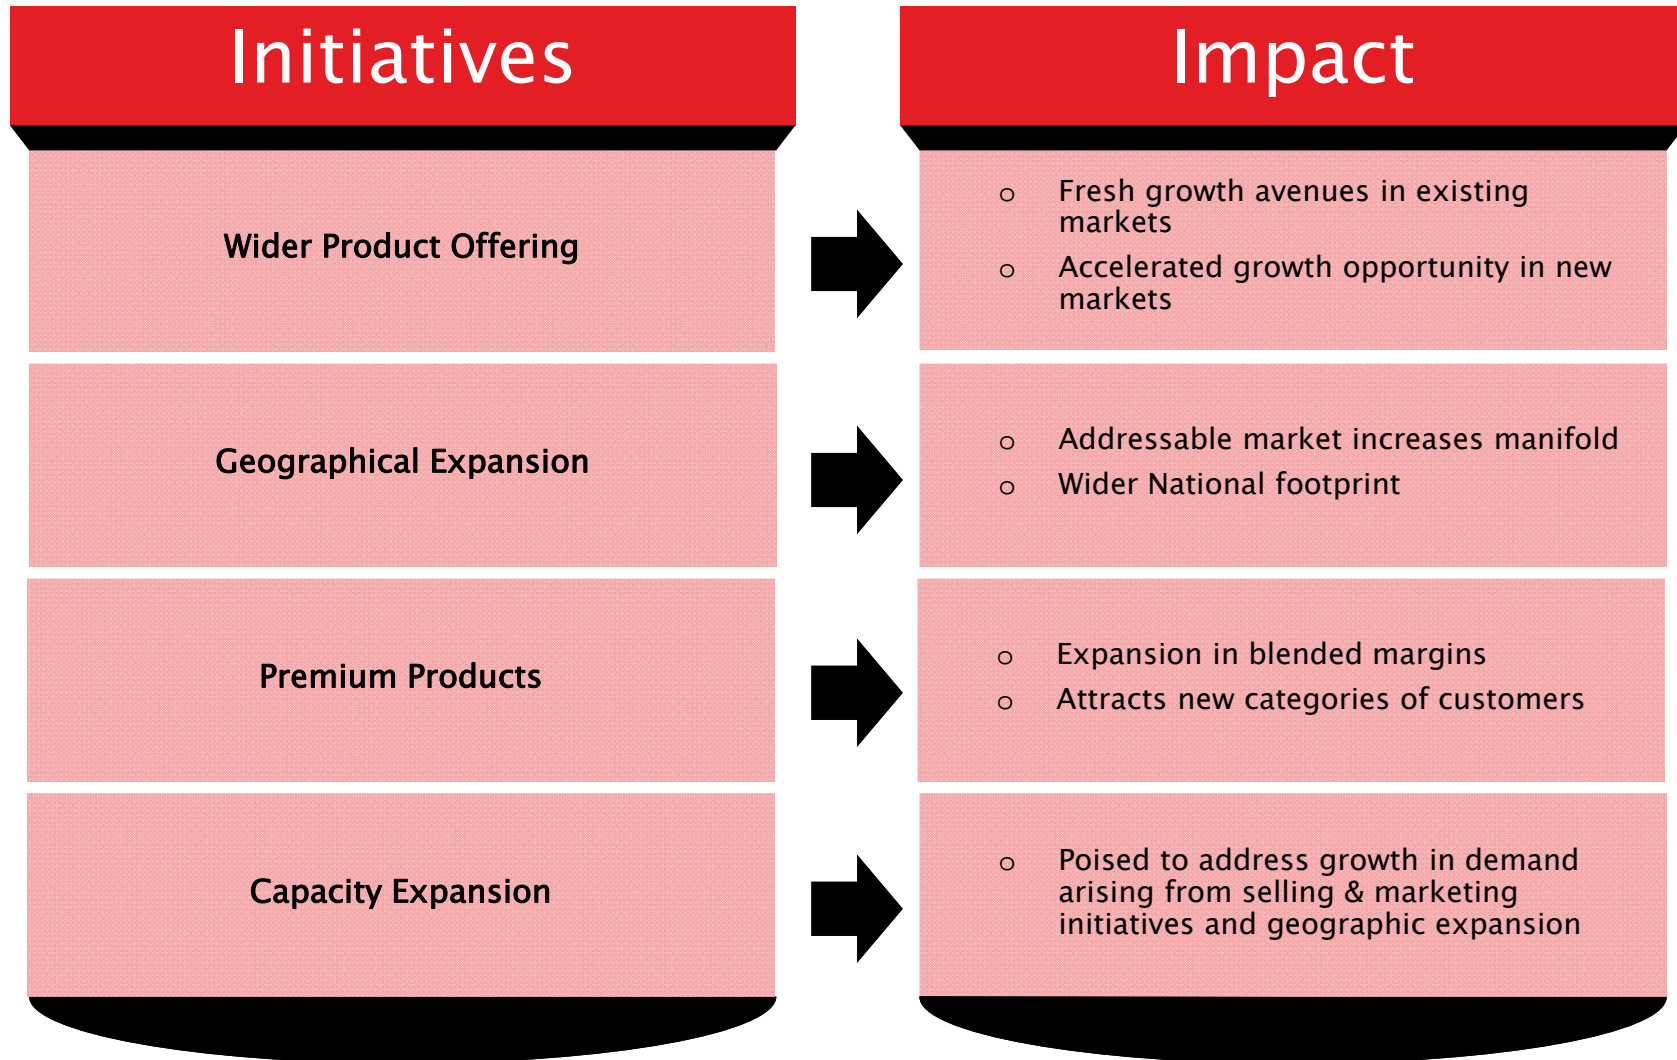 Initiatives
Impact
Wider Product Offering
o Fresh growth avenues in existing
markets
o Accelerated growth opportunity in new
markets
Geographical Expansion
o Addressable market increases manifold
o Wider National footprint
Premium Products
o Expansion in blended margins
o Attracts new categories of customers
Capacity Expansion
o Poised to address growth in demand
arising from selling & marketing
initiatives and geographic expansion